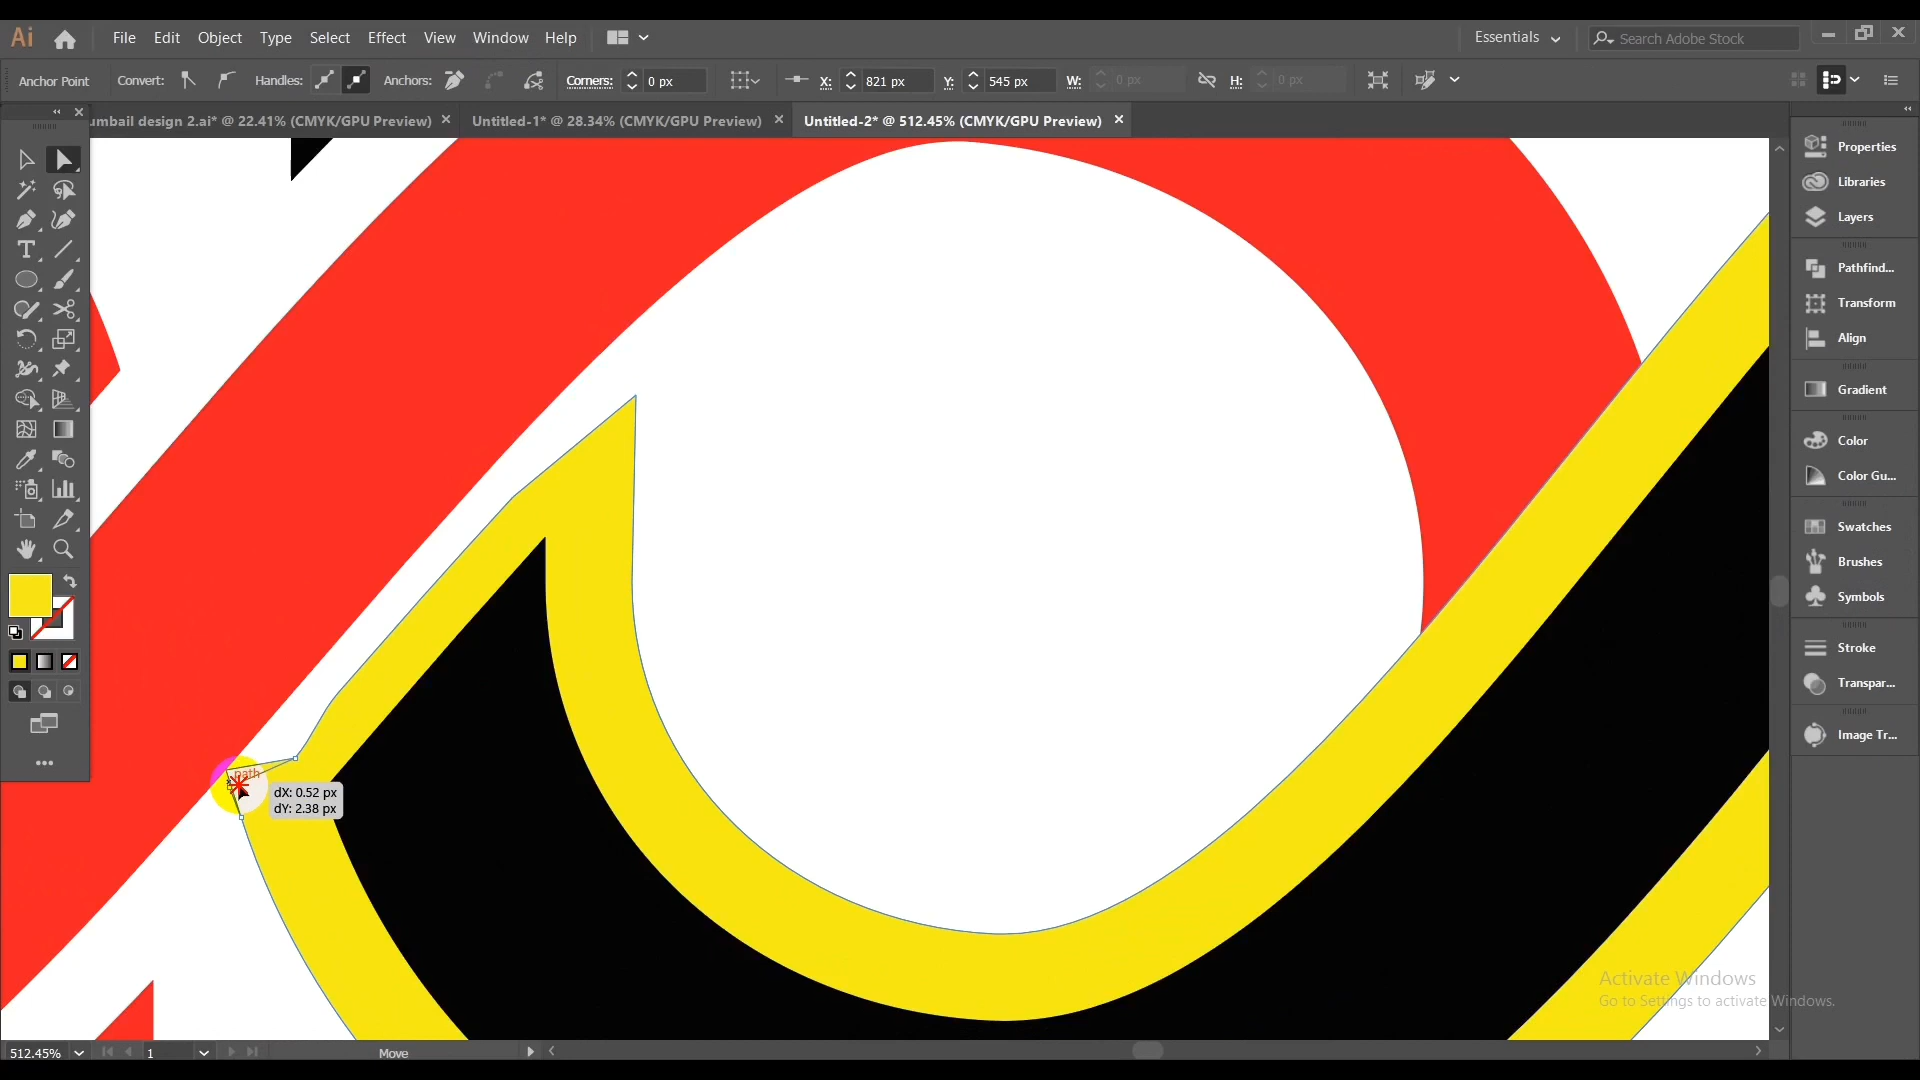 Ai File Edit Object Type Select Effect View Window Help Essentials Search Adobe Stock
Anchor Point Convert: Handles: Anchors: Corners: 0 px X: 821 px Y: 545 px W: 0 px H: 0 px
umbail design 2.ai* @ 22.41% (CMYK/GPU Preview) Untitled-1* @ 28.34% (CMYK/GPU Preview) Untitled-2* @ 512.45% (CMYK/GPU Preview)
Properties
Libraries
Layers
Pathfind...
Transform
Align
Gradient
Color
Color Gu...
Swatches
Brushes
Symbols
Stroke
Transpar...
Image Tr...
path
dX: 0.52 px
dY: 2.38 px
Activate Windows
Go to Settings to activate Windows.
512.45% 1 Move